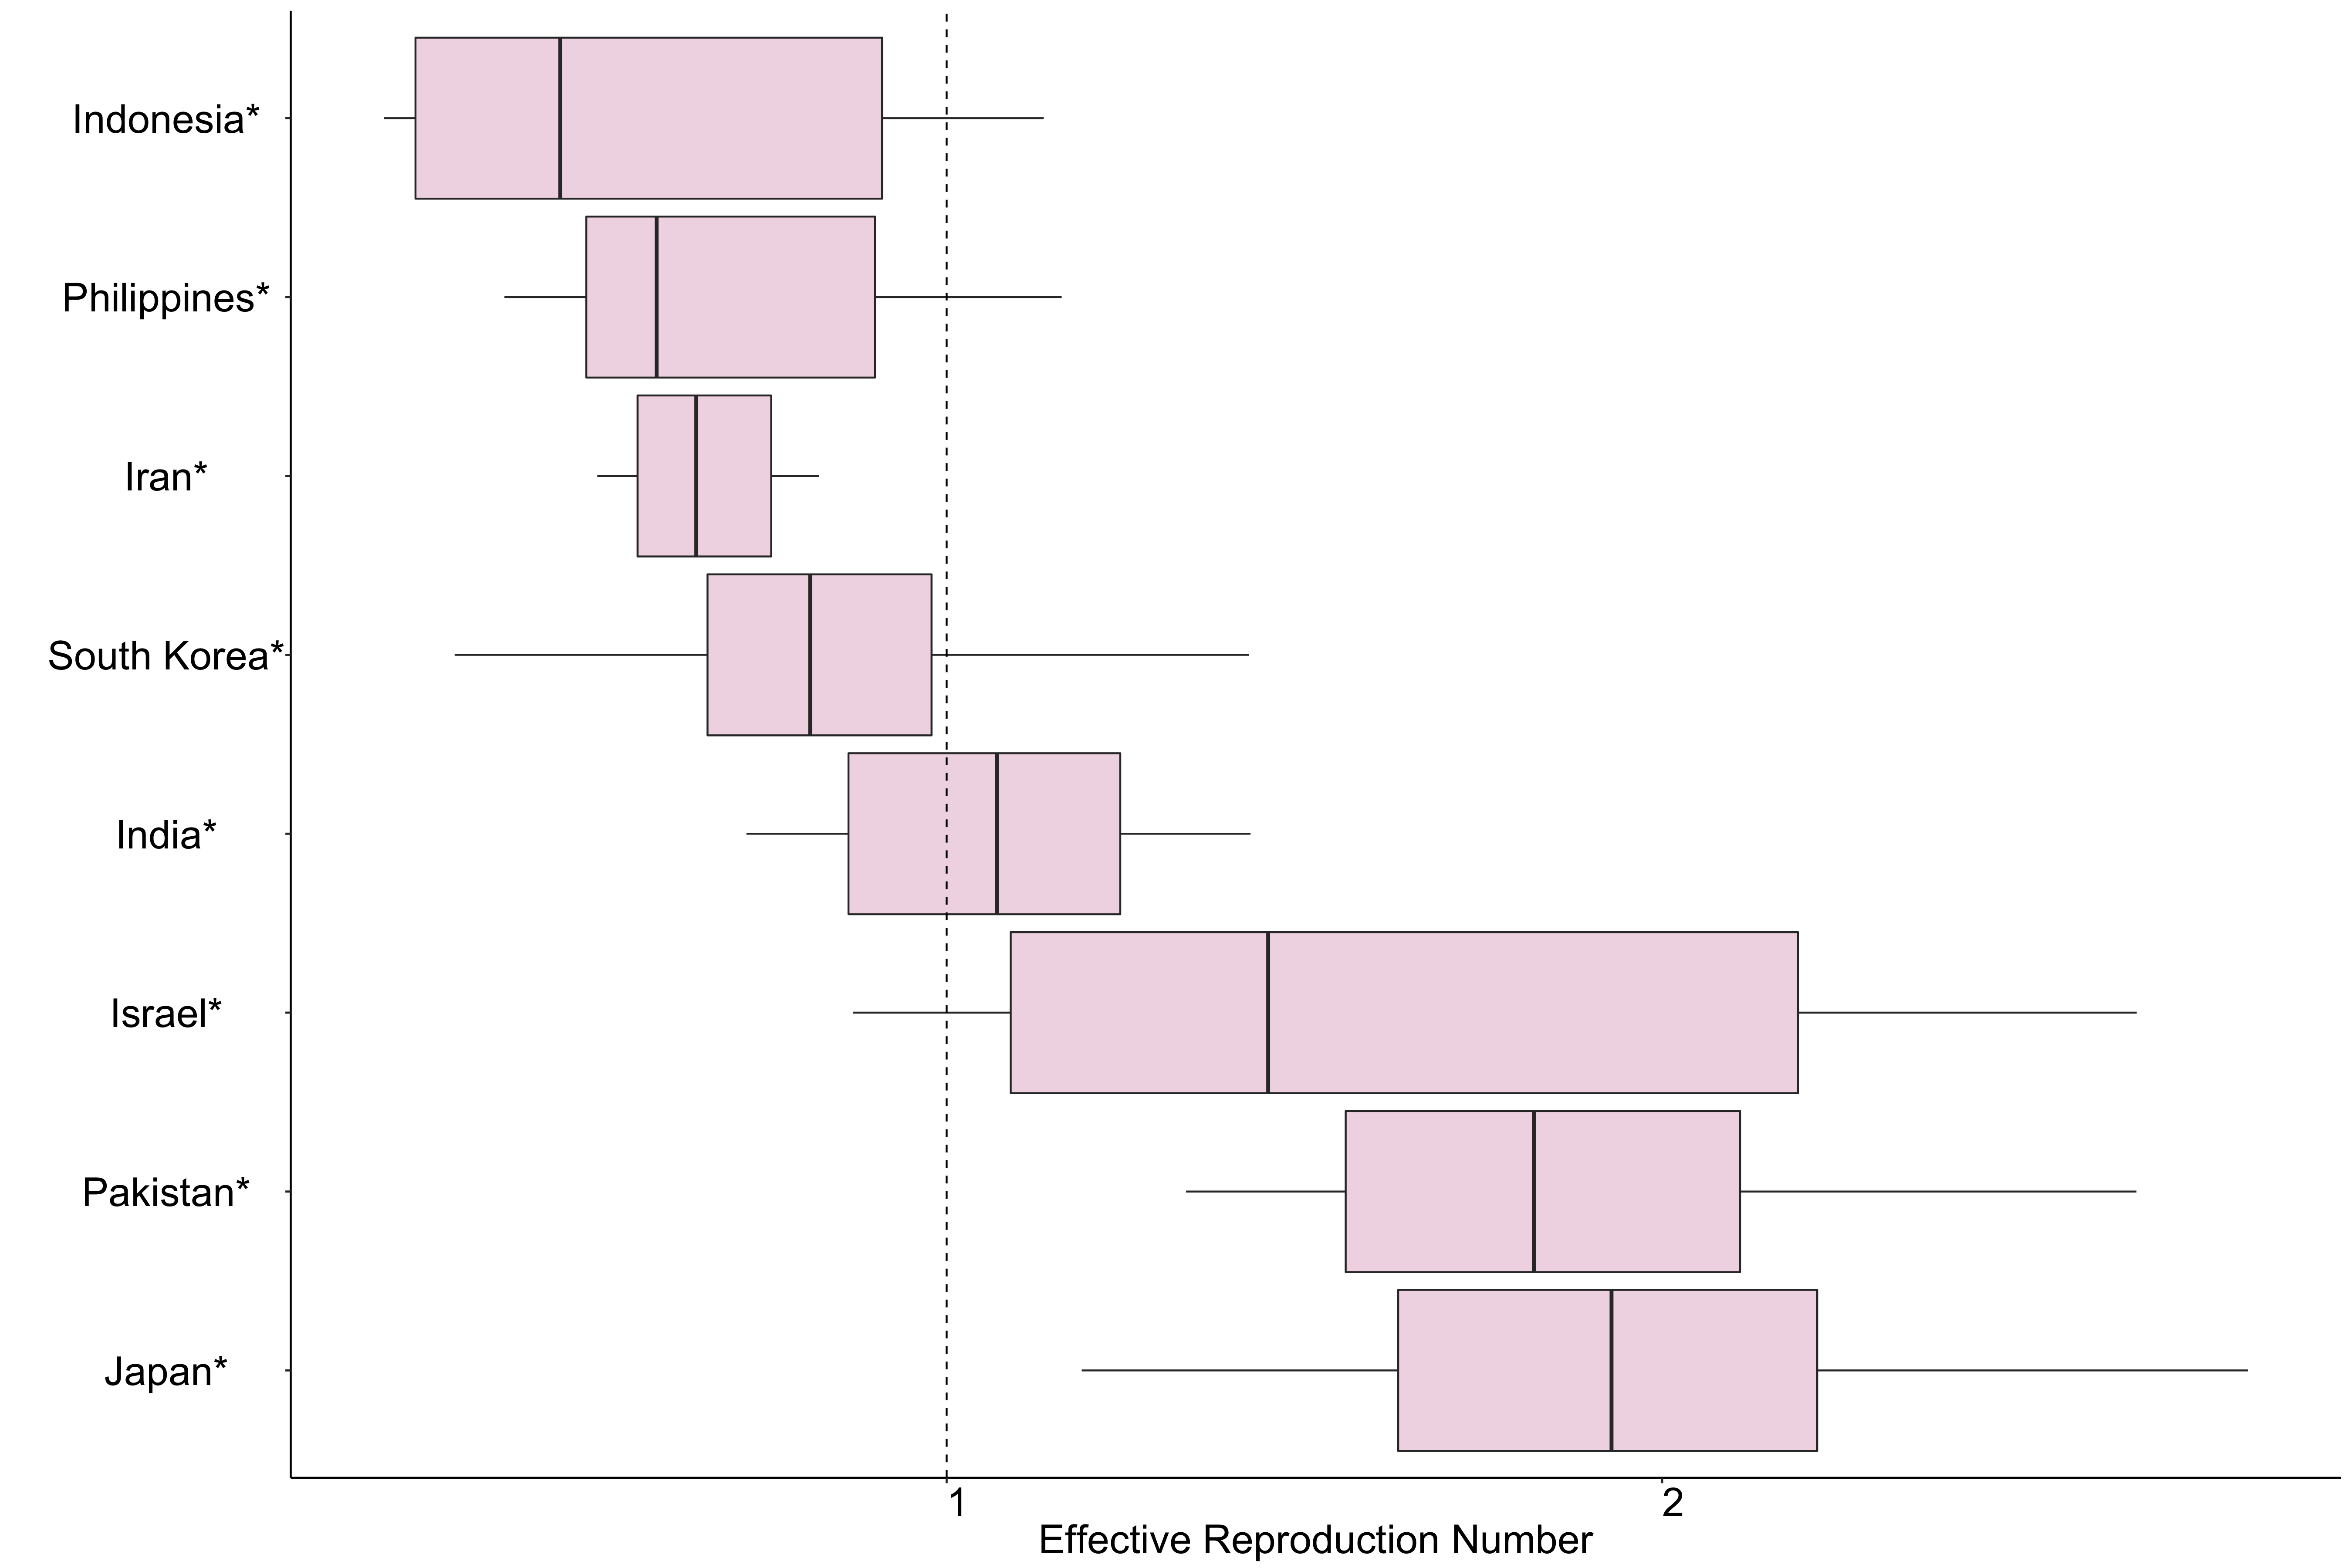 Indonesia*
Philippines*
Iran*
South Korea*
India*
Israel*
Pakistan*
Japan*
1 2
Effective Reproduction Number